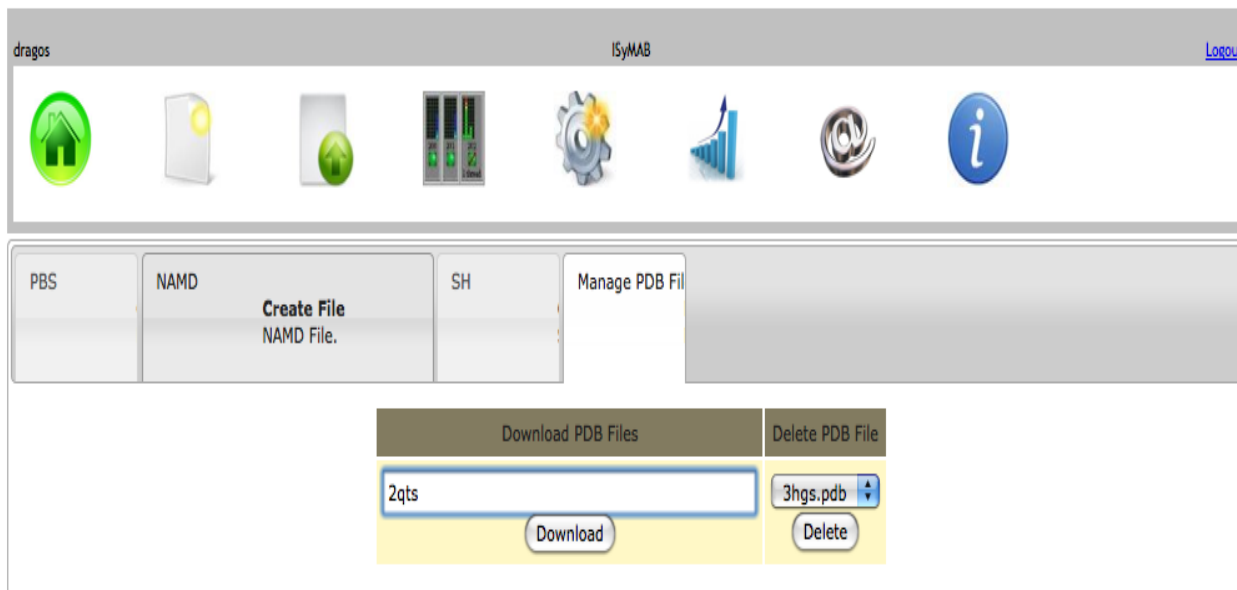 dragos
ISyMAB
Logou
PBS
NAMD
Create File
NAMD File.
SH
Manage PDB Fil
Download PDB Files
Delete PDB File
2qts
3hgs.pdb
Download
Delete